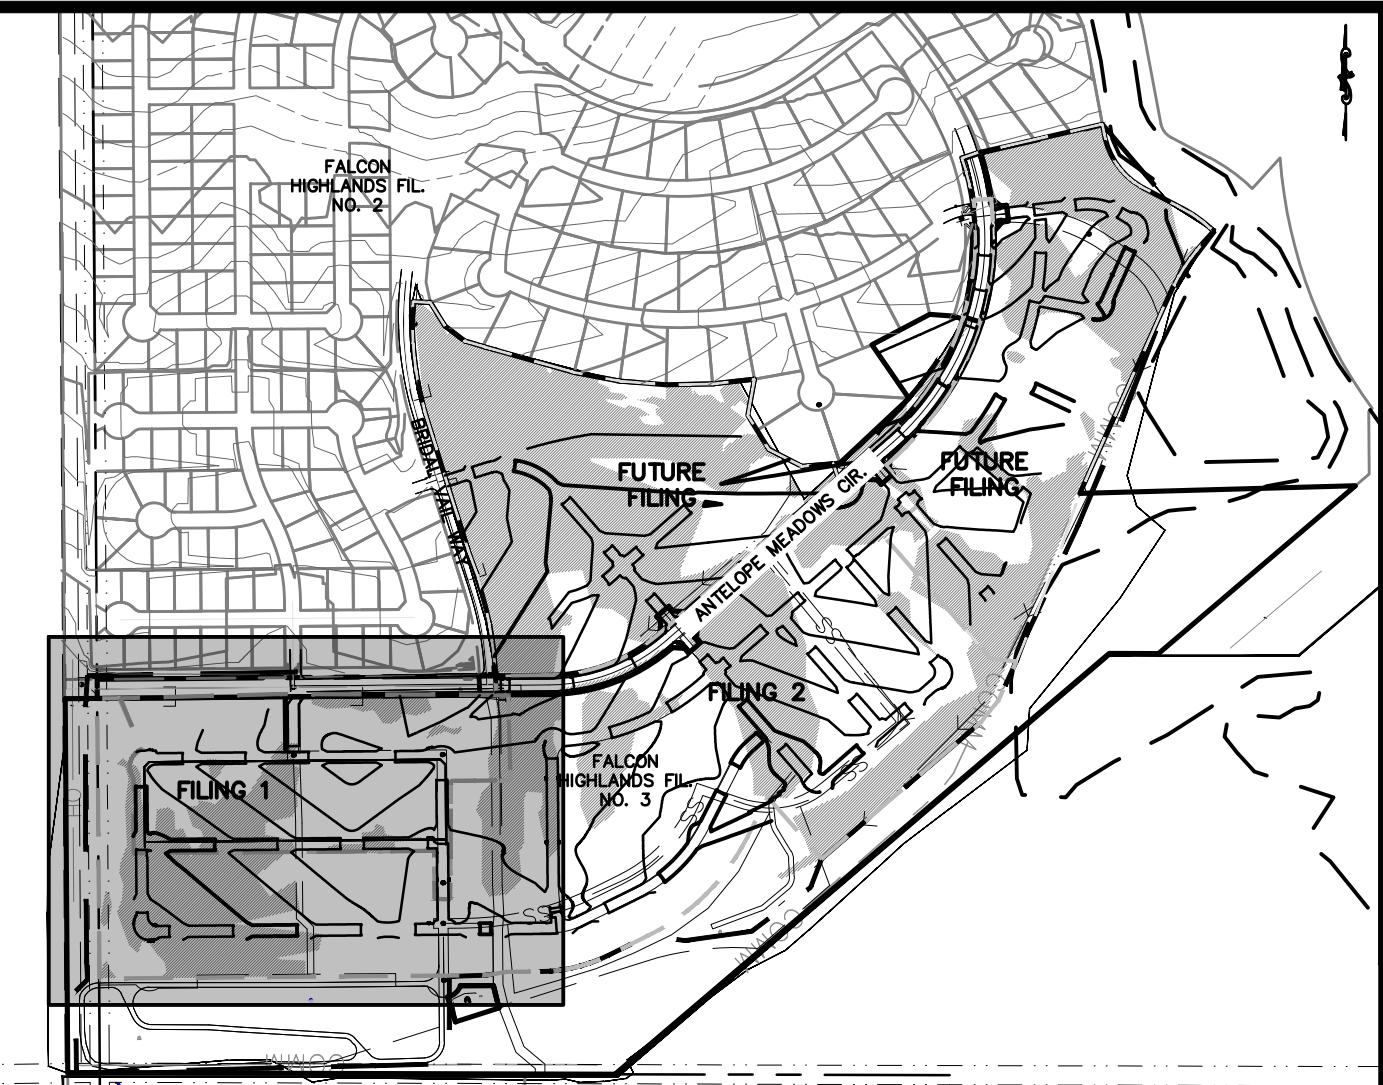 FALCON
HIGHLANDS FIL.
NO. 2
BRIDAL VAIL WAY
FUTURE
FILING
FUTURE
FILING
ANTELOPE MEADOWS CIR.
FILING 2
FALCON
HIGHLANDS FIL.
NO. 3
FILING 1